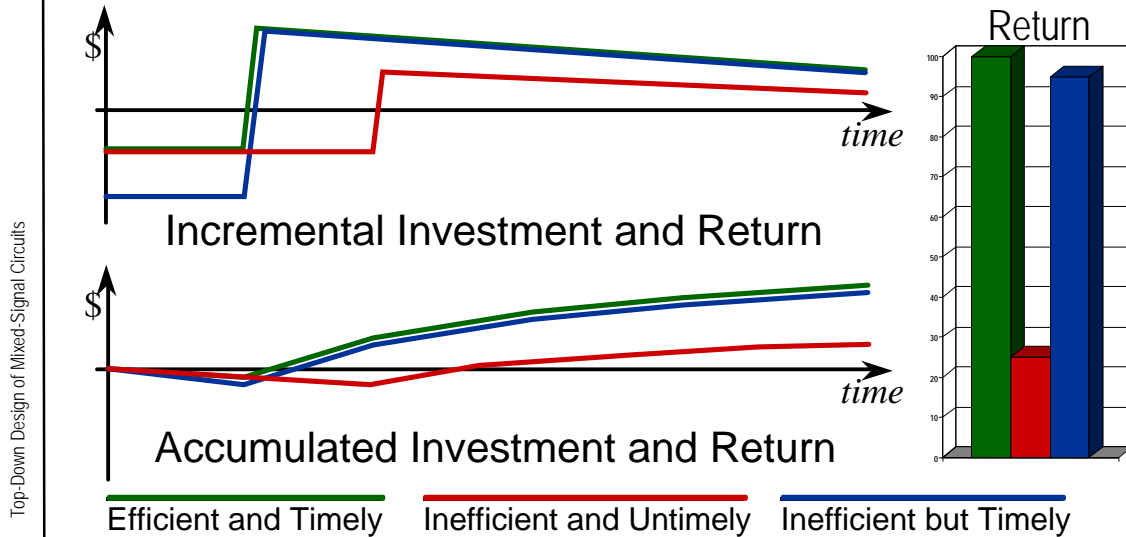 Top-Down Design of Mixed-Signal Circuits
$
time
Incremental Investment and Return
$
time
Accumulated Investment and Return
Return
100
90
80
70
60
50
40
30
20
10
0
Efficient and Timely
Inefficient and Untimely
Inefficient but Timely